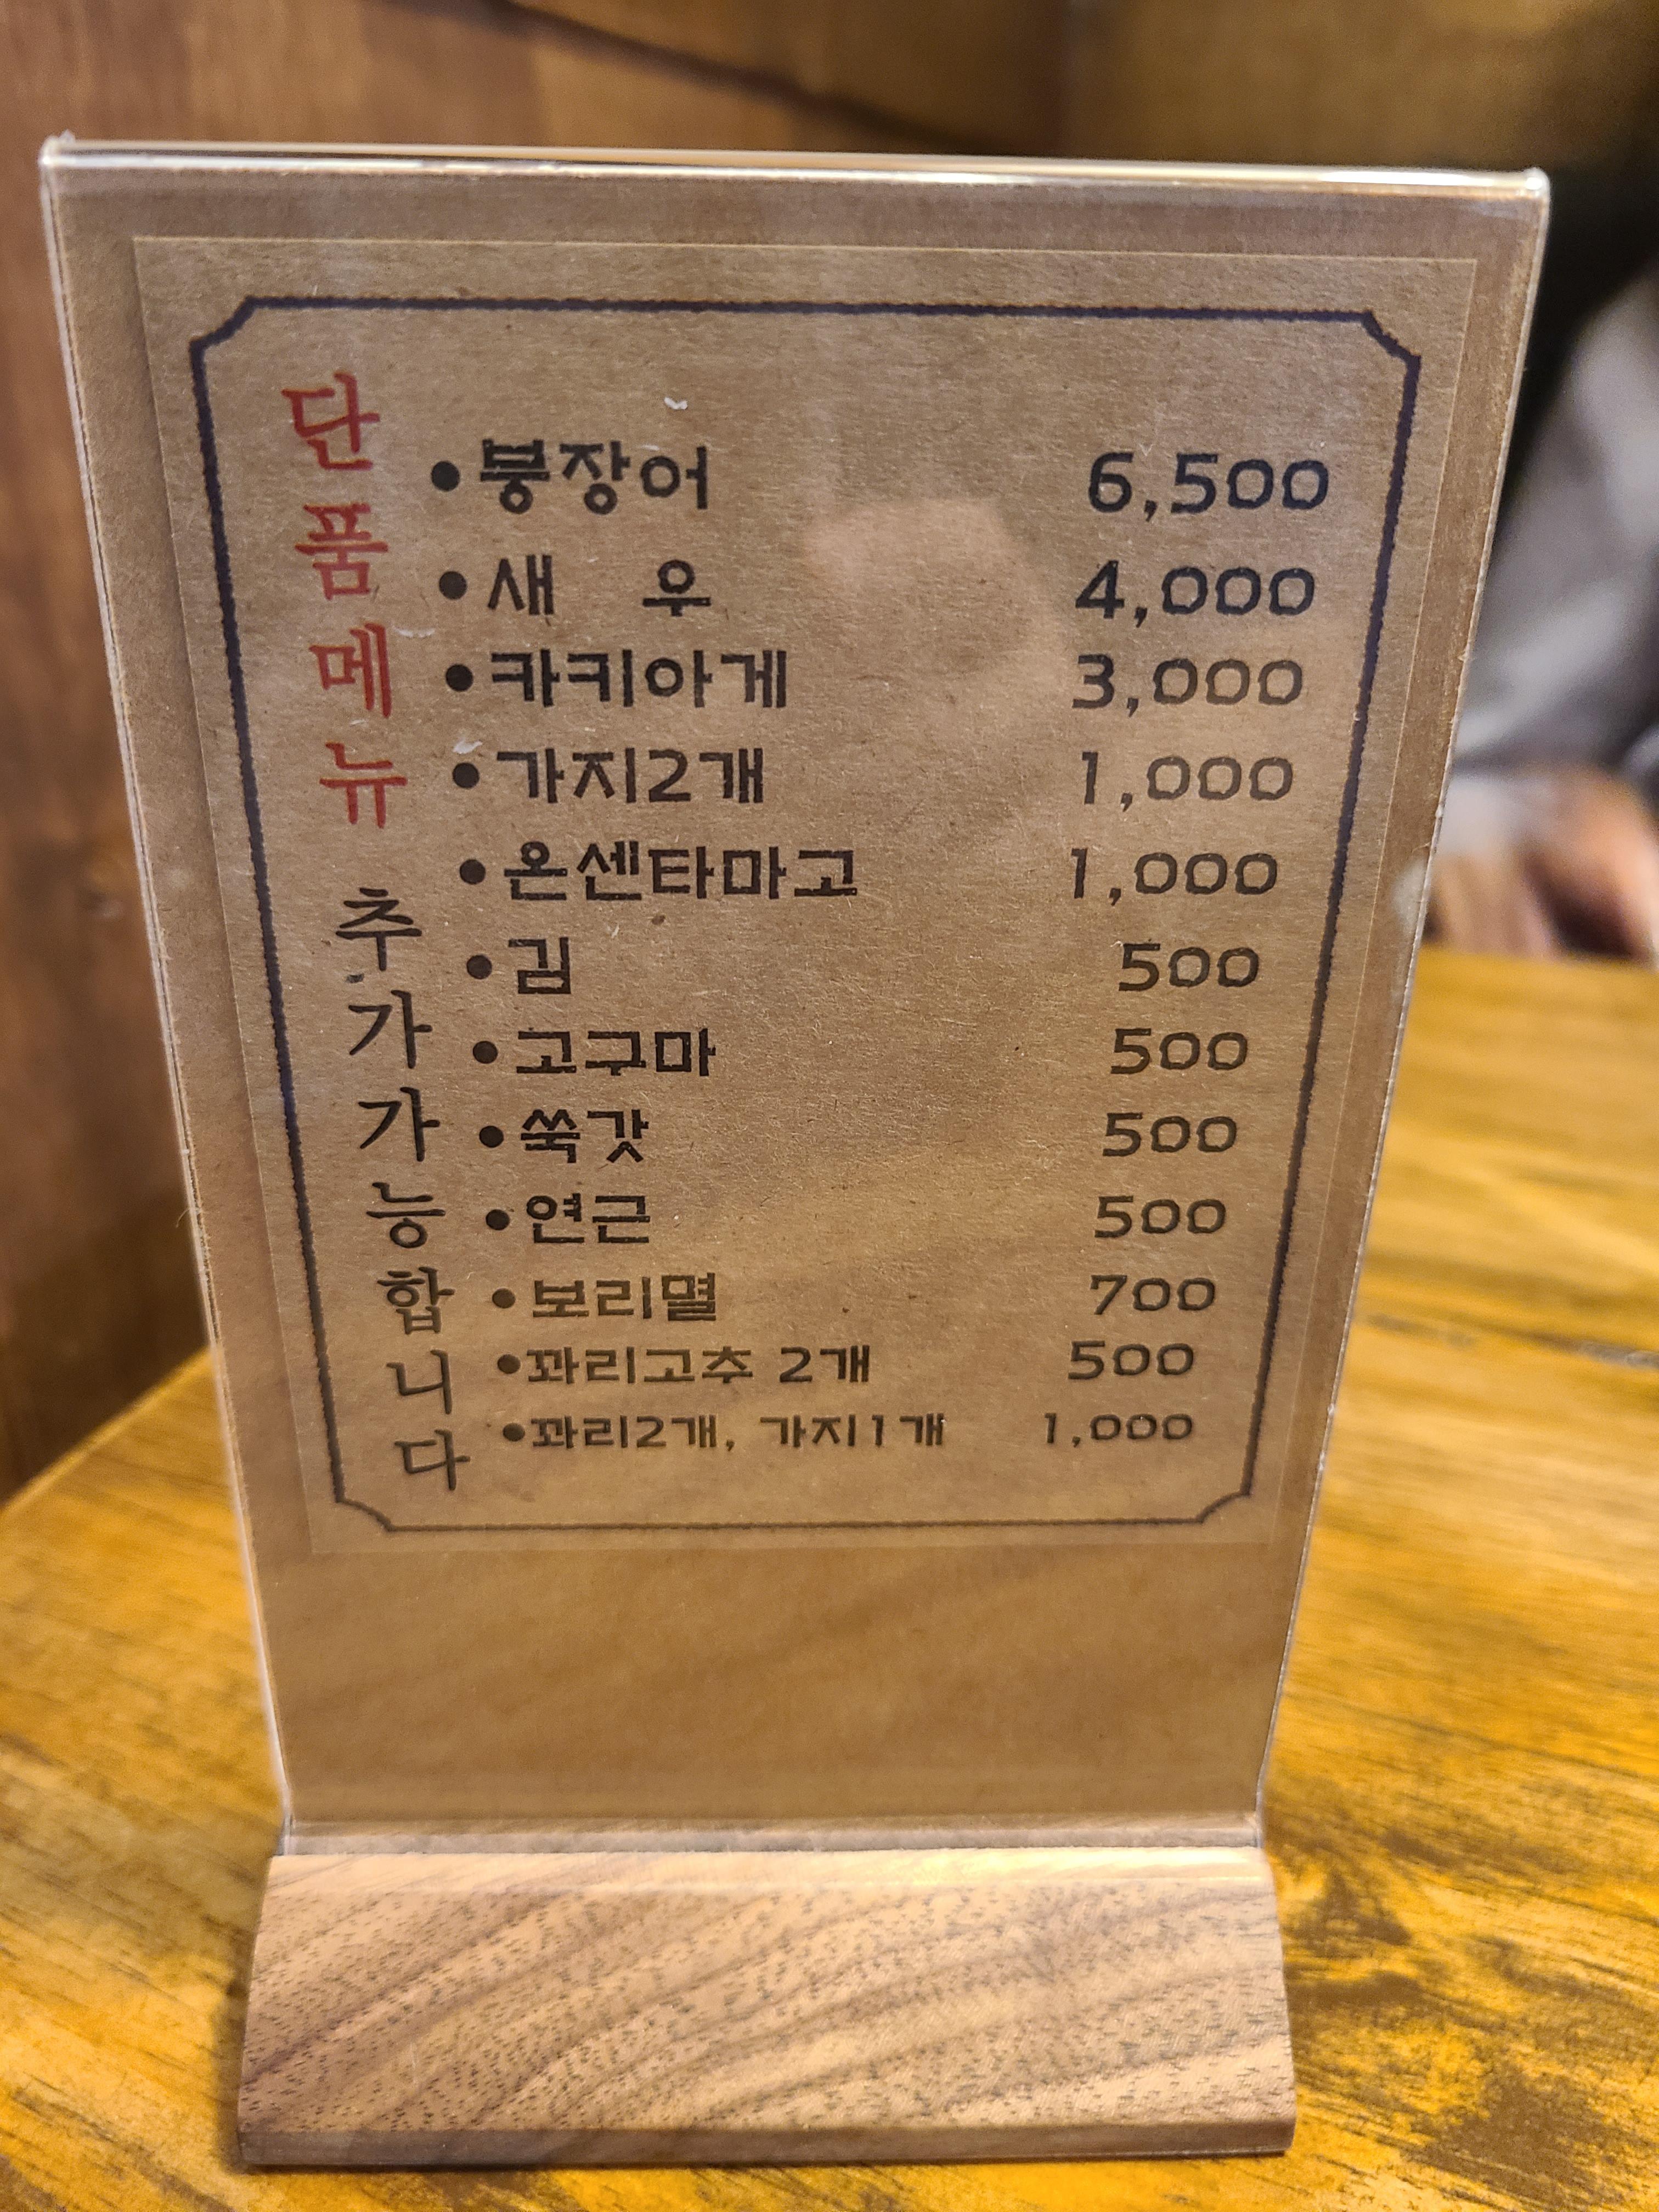 단품메뉴
추가가능합니다
• 붕장어 6,500
• 새 우 4,000
• 카키아게 3,000
• 가지2개 1,000
• 온센타마고 1,000
• 김 500
• 고구마 500
• 쑥갓 500
• 연근 500
• 보리멸 700
•꽈리고추 2개 500
•꽈리2개, 가지1개 1,000